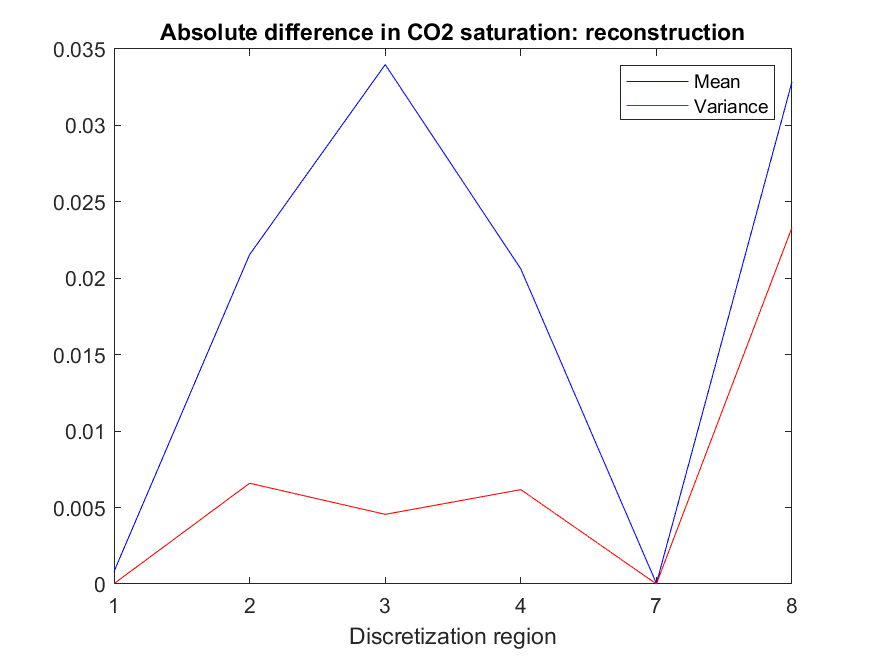 Absolute difference in CO2 saturation: reconstruction
0.035
0.03
0.025
0.02
0.015
0.01
0.005
0
Mean
Variance
1 2 3 4 7 8
Discretization region